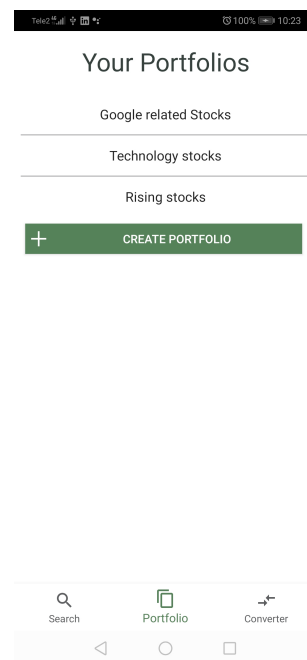 Tele2 100% 10:23
Your Portfolios
Google related Stocks
Technology stocks
Rising stocks
+ CREATE PORTFOLIO
Search Portfolio Converter